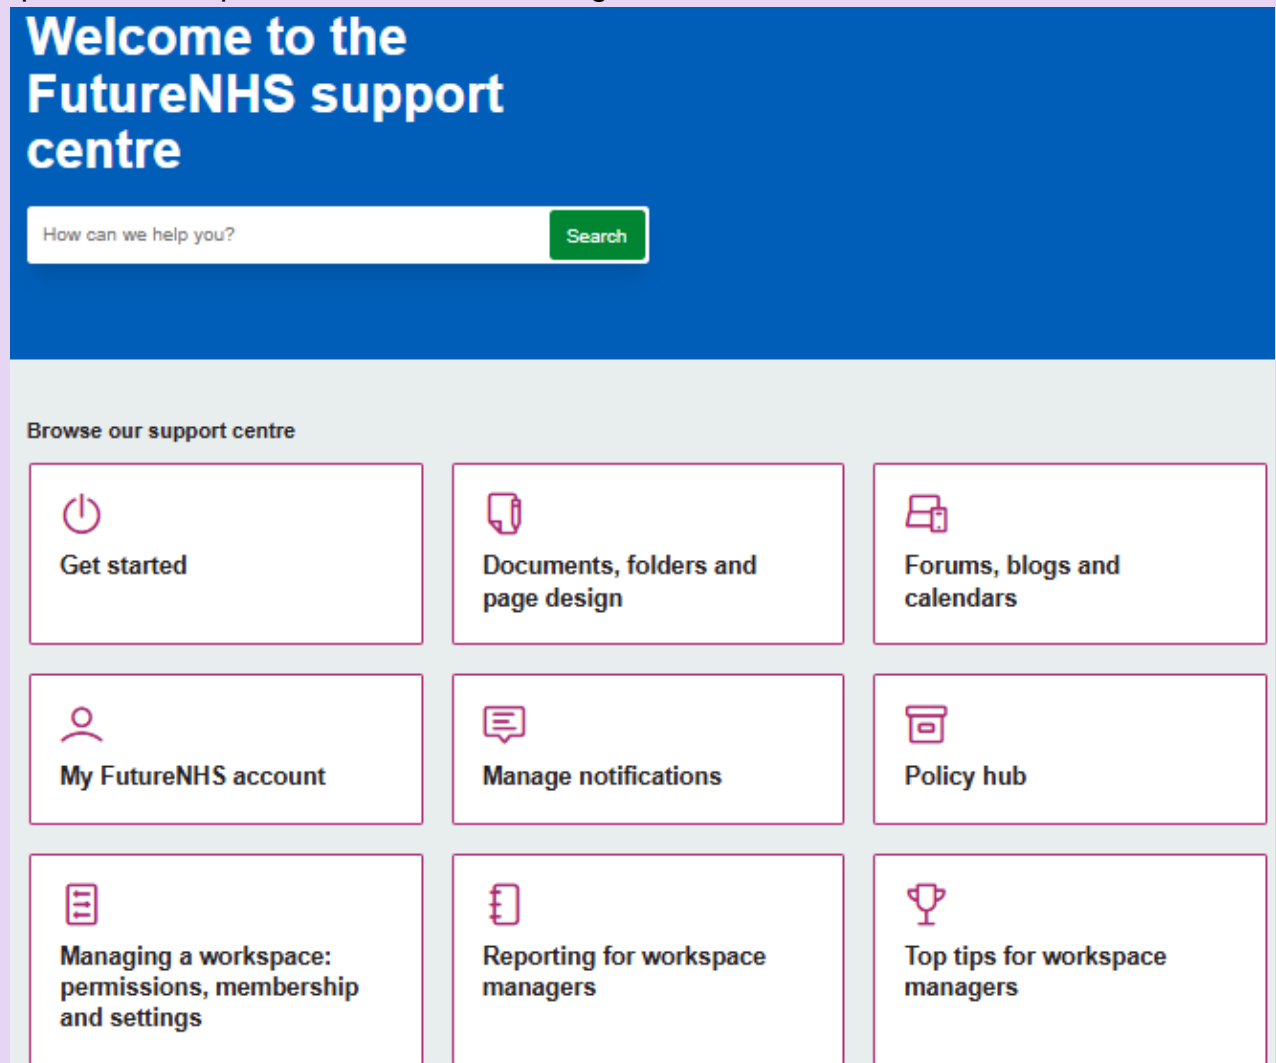 Welcome to the
FutureNHS support
centre
How can we help you?
Search
Browse our support centre
Get started
Documents, folders and
page design
Forums, blogs and
calendars
My FutureNHS account
Manage notifications
Policy hub
Managing a workspace:
permissions, membership
and settings
Reporting for workspace
managers
Top tips for workspace
managers